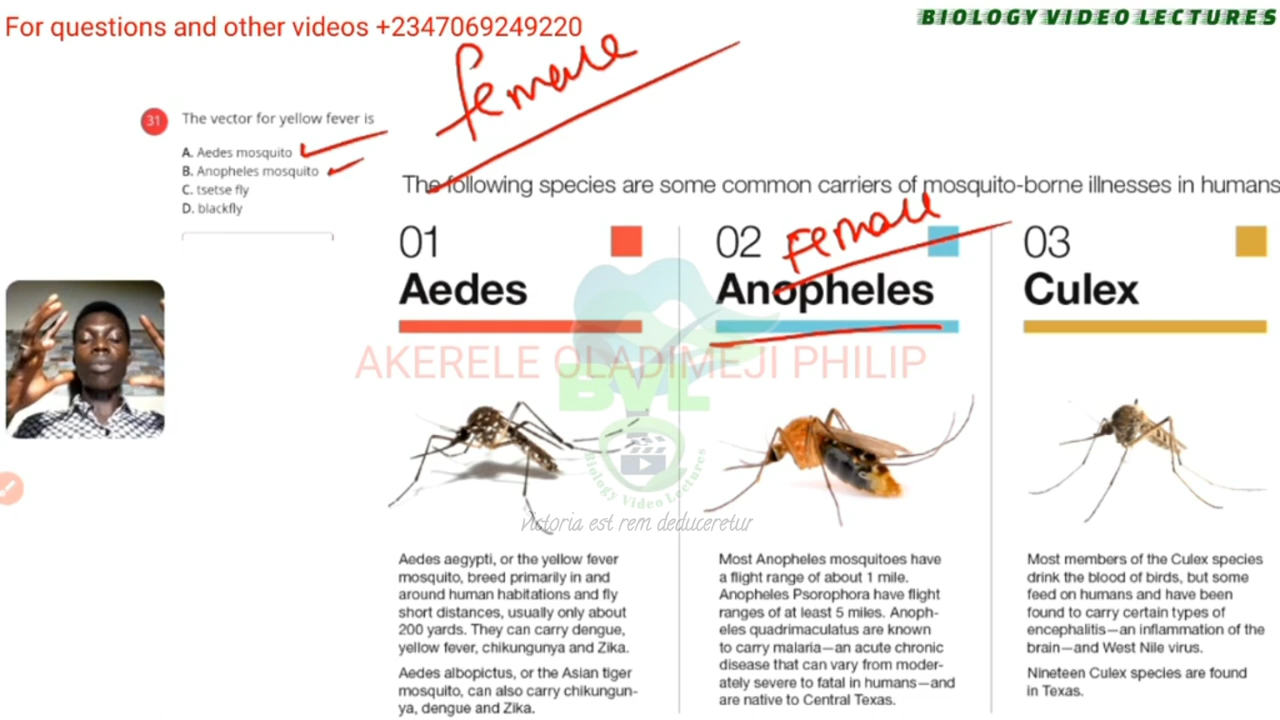 For questions and other videos +2347069249220
BIOLOGY VIDEO LECTURES
female
31 The vector for yellow fever is
A. Aedes mosquito
B. Anopheles mosquito
C. tsetse fly
D. blackfly
The following species are some common carriers of mosquito-borne illnesses in humans
01
Aedes
02
Female
Anopheles
03
Culex
AKERELE OLADIMEJI PHILIP
BVL
Biology Video Lectures
victoria est rem deduceretur
Aedes aegypti, or the yellow fever
mosquito, breed primarily in and
around human habitations and fly
short distances, usually only about
200 yards. They can carry dengue,
yellow fever, chikungunya and Zika.
Aedes albopictus, or the Asian tiger
mosquito, can also carry chikungun-
ya, dengue and Zika.
Most Anopheles mosquitoes have
a flight range of about 1 mile.
Anopheles Psorophora have flight
ranges of at least 5 miles. Anoph-
eles quadrimaculatus are known
to carry malaria—an acute chronic
disease that can vary from moder-
ately severe to fatal in humans—and
are native to Central Texas.
Most members of the Culex species
drink the blood of birds, but some
feed on humans and have been
found to carry certain types of
encephalitis—an inflammation of the
brain—and West Nile virus.
Nineteen Culex species are found
in Texas.